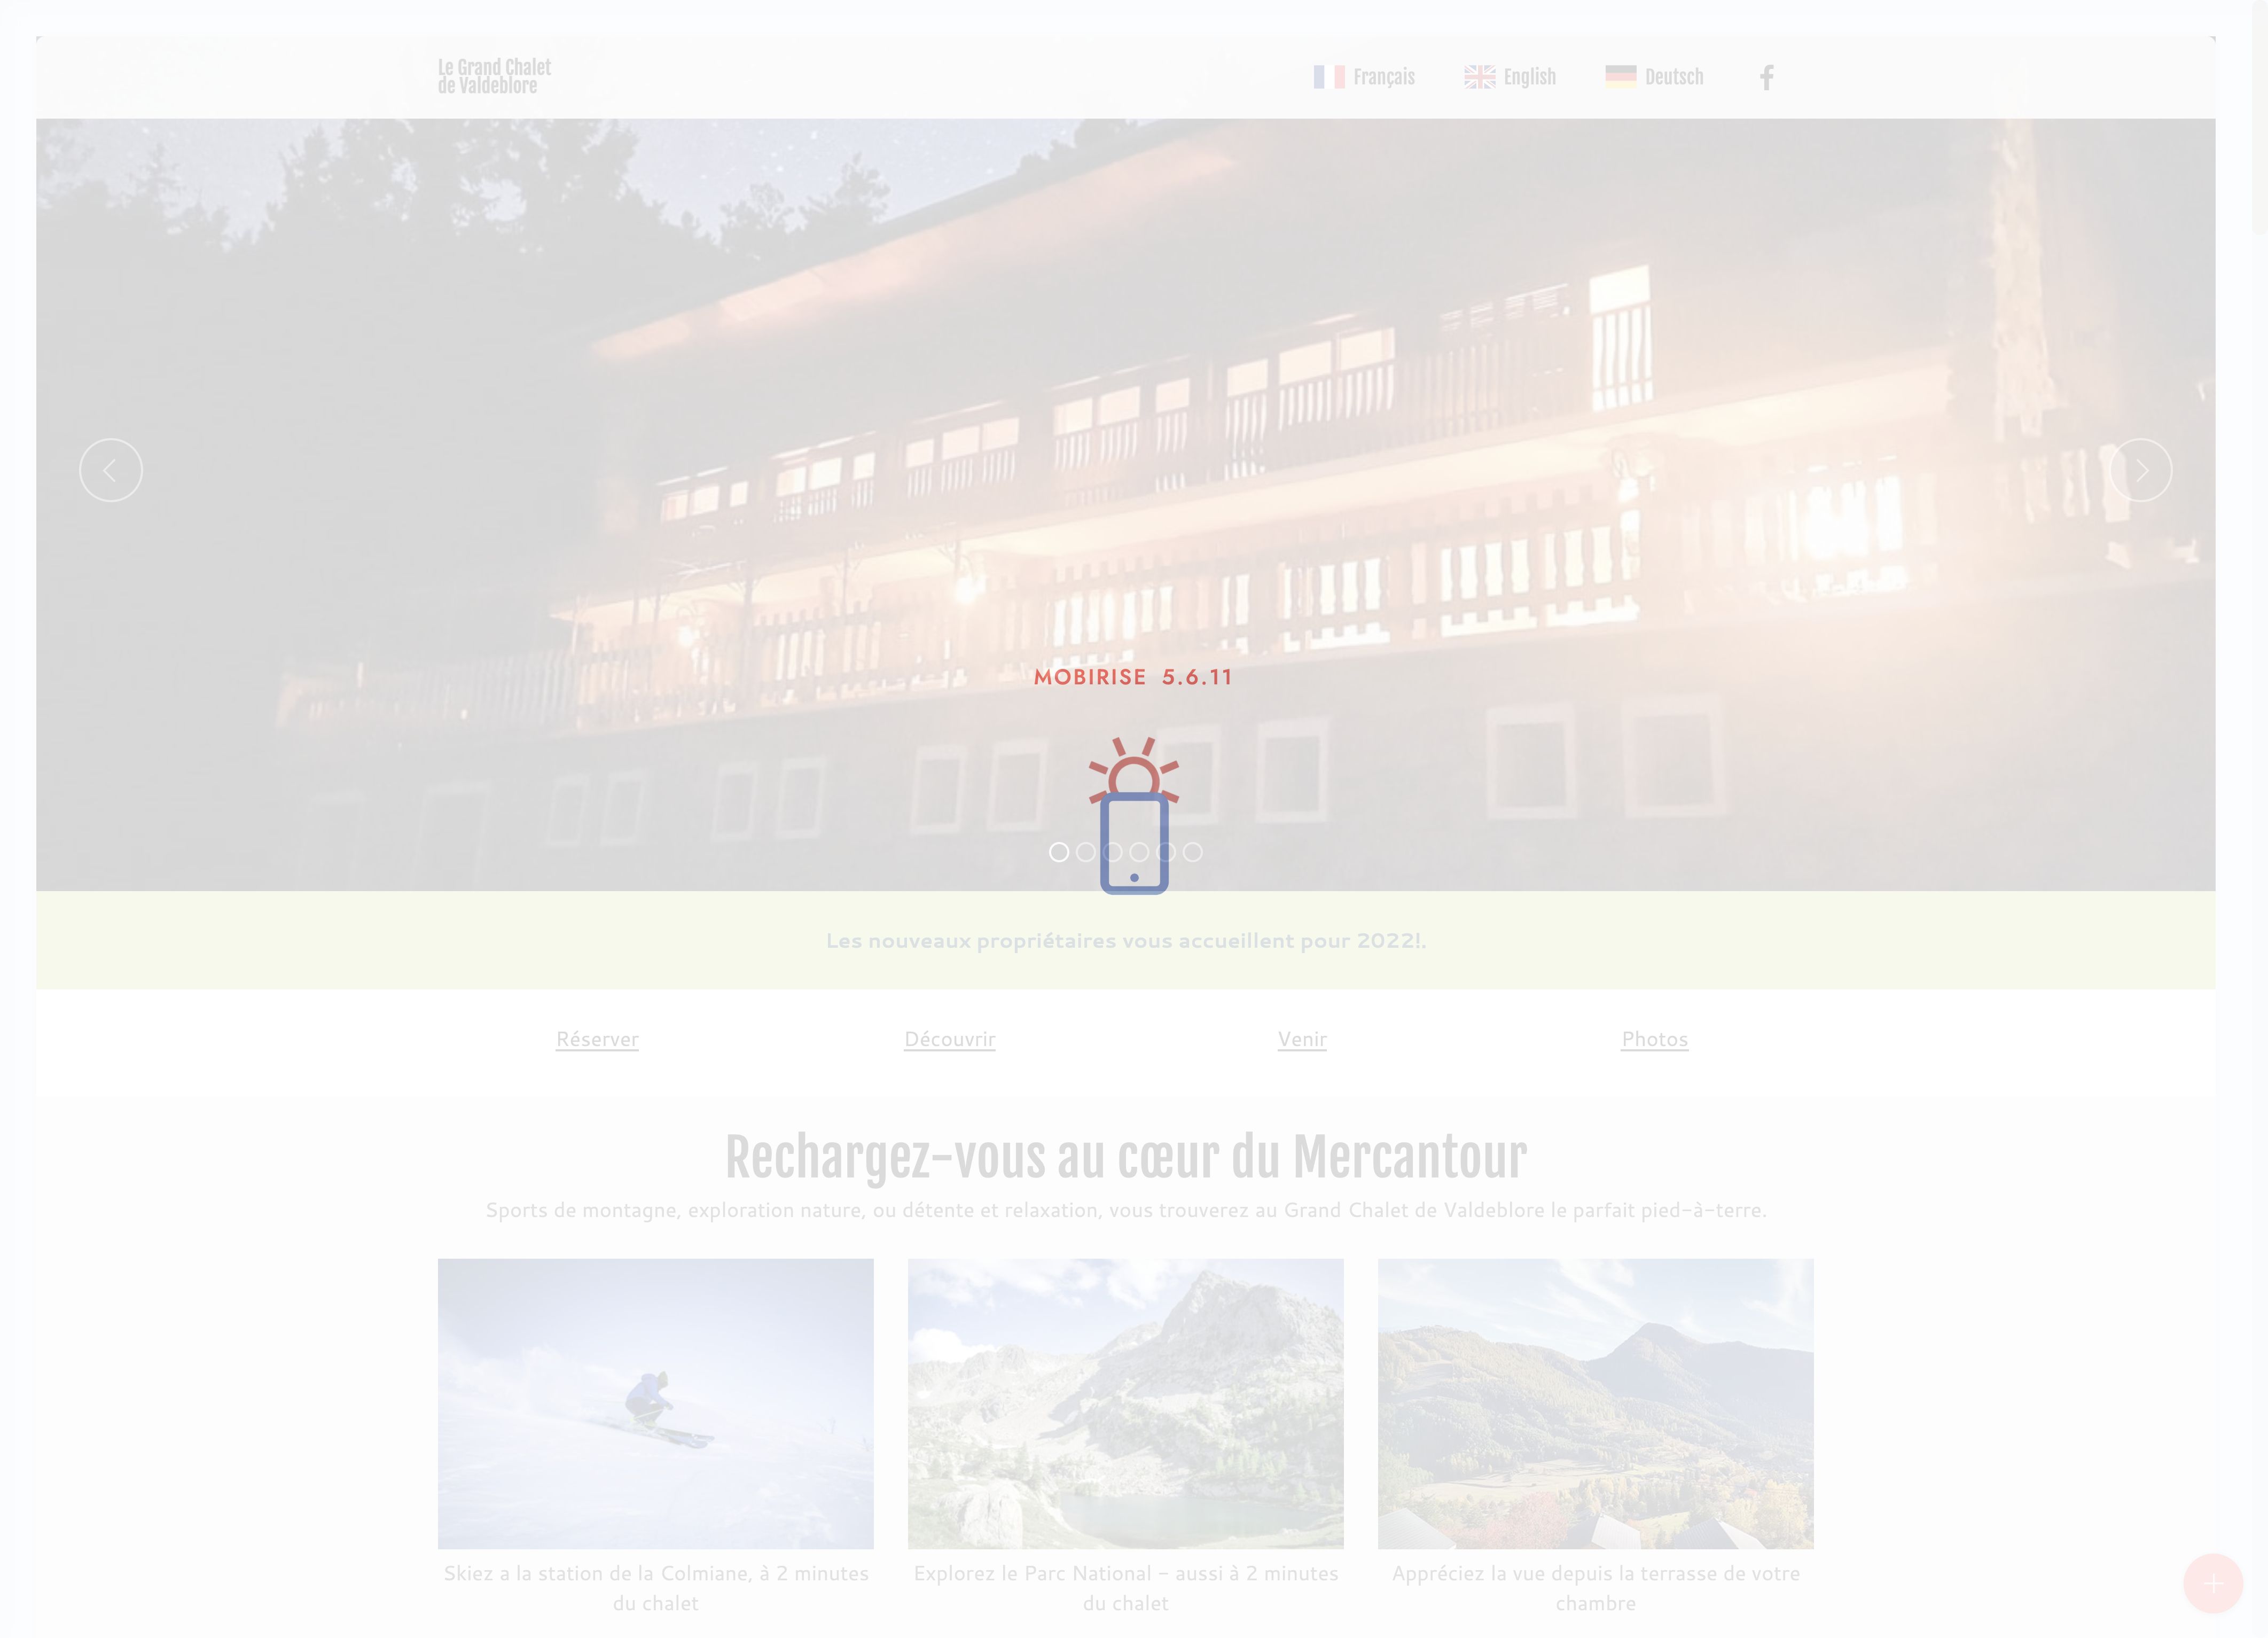 Le Grand Chalet
de Valdeblore
Français English Deutsch
MOBIRISE 5.6.11
Les nouveaux propriétaires vous accueillent pour 2022!.
Réserver Découvrir Venir Photos
Rechargez-vous au cœur du Mercantour
Sports de montagne, exploration nature, ou détente et relaxation, vous trouverez au Grand Chalet de Valdeblore le parfait pied-à-terre.
Skiez a la station de la Colmiane, à 2 minutes
du chalet
Explorez le Parc National - aussi à 2 minutes
du chalet
Appréciez la vue depuis la terrasse de votre
chambre